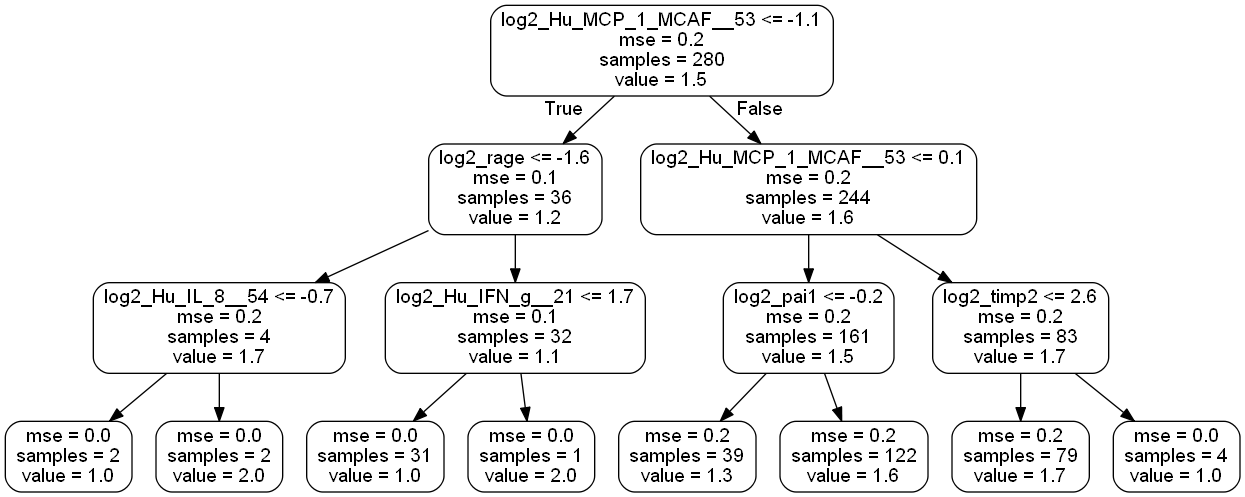 log2_Hu_MCP_1_MCAF__53 <= -1.1
mse = 0.2
samples = 280
value = 1.5
True
False
log2_rage <= -1.6
mse = 0.1
samples = 36
value = 1.2
log2_Hu_MCP_1_MCAF__53 <= 0.1
mse = 0.2
samples = 244
value = 1.6
log2_Hu_IL_8__54 <= -0.7
mse = 0.2
samples = 4
value = 1.7
log2_Hu_IFN_g__21 <= 1.7
mse = 0.1
samples = 32
value = 1.1
log2_pai1 <= -0.2
mse = 0.2
samples = 161
value = 1.5
log2_timp2 <= 2.6
mse = 0.2
samples = 83
value = 1.7
mse = 0.0
samples = 2
value = 1.0
mse = 0.0
samples = 2
value = 2.0
mse = 0.0
samples = 31
value = 1.0
mse = 0.0
samples = 1
value = 2.0
mse = 0.2
samples = 39
value = 1.3
mse = 0.2
samples = 122
value = 1.6
mse = 0.2
samples = 79
value = 1.7
mse = 0.0
samples = 4
value = 1.0